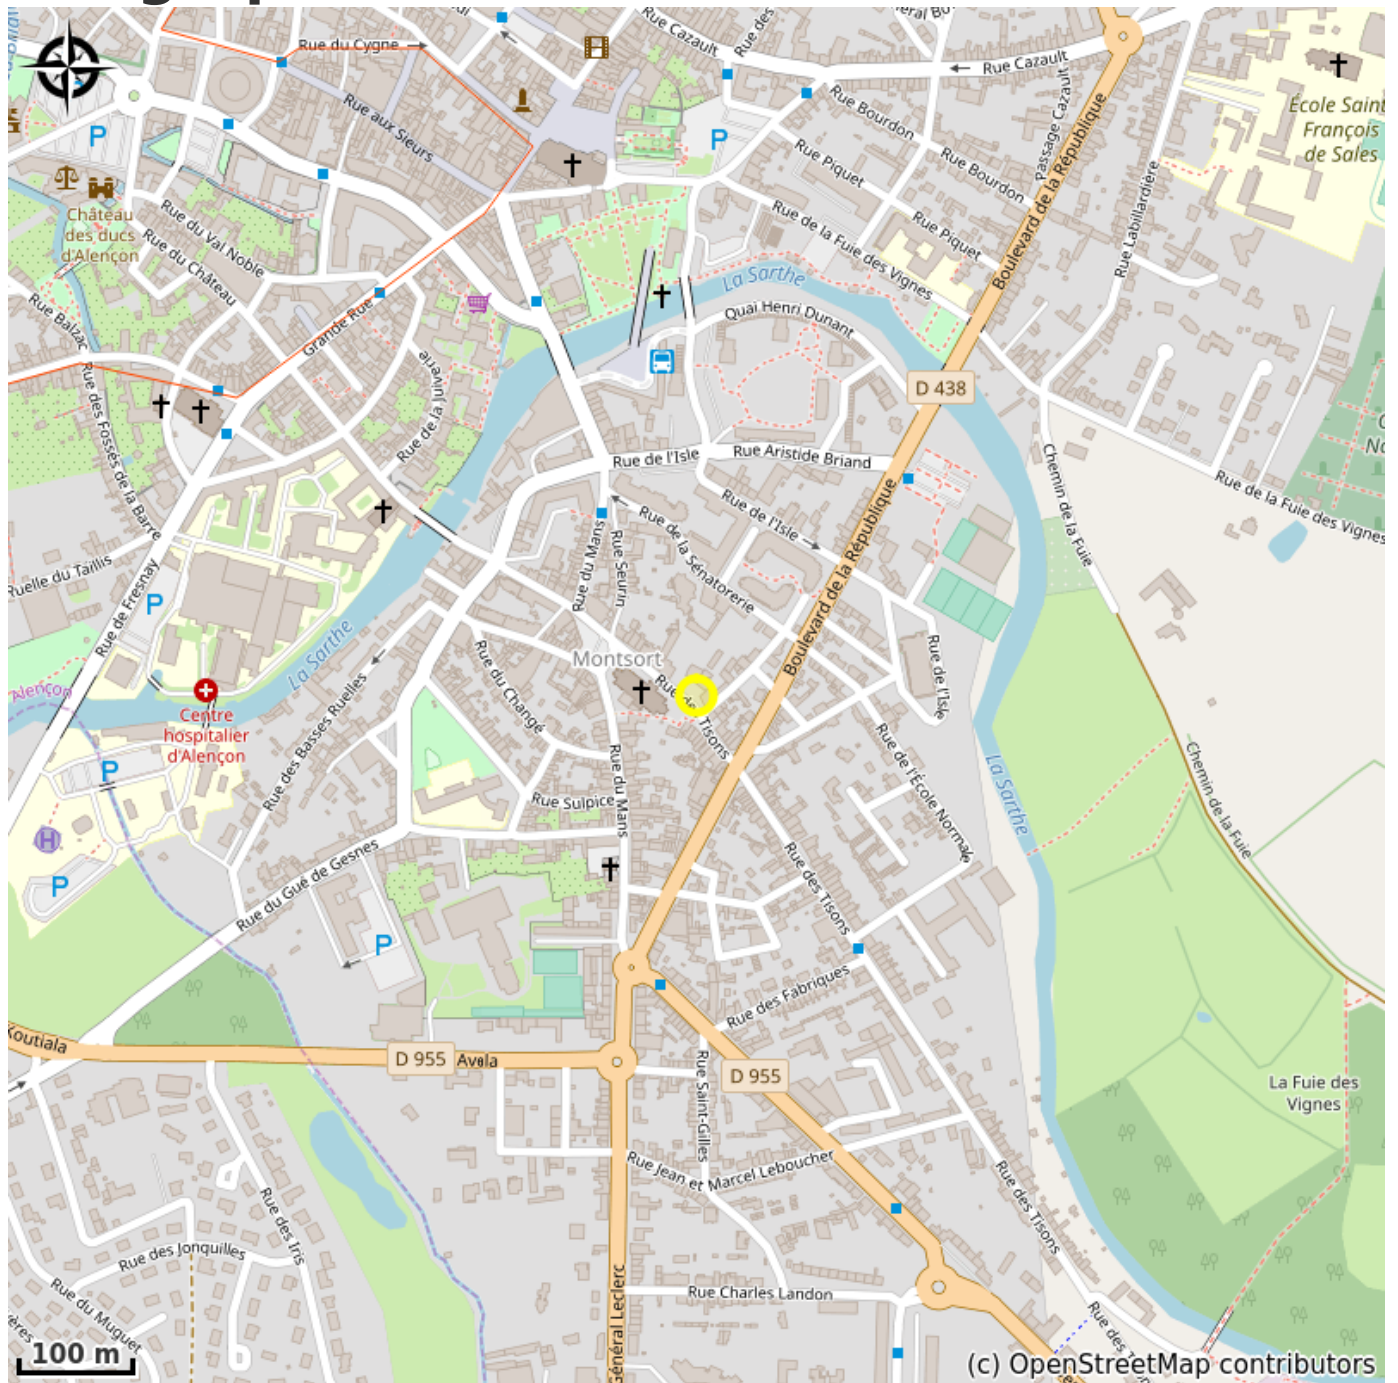 Rue du Cygne
Rue Cazault
Rue des
éral Bo
Rue Cazault
Rue aux Sieurs
Rue Bourdon
Rue Bourdon
Passage Cazault
Boulevard de la République
École Saint
François
de Sales
P
P
Rue Piquet
Rue Piquet
Rue Labillardière
Château
des ducs
d'Alençon
Rue du Val Noble
Rue du Château
Rue de la Fuie des Vignes
La Sarthe
Quai Henri Dunant
Rue Balzac
Grande Rue
Rue de la Juiverie
D 438
Rue des Fossés de la Barre
Rue de l'Isle
Rue Aristide Briand
Chemin de la Fuie
Rue de la Fuie des Vignes
Rue de l'Isle
Rue de la Sénatorerie
Boulevard de la République
Rue du Mans
Rue Seurin
Ruelle du Taillis
Rue de Fresnay
P
La Sarthe
Montsort
Rue du Changé
Rue de l'Isle
Alençon
Centre
hospitalier
d'Alençon
Rue des Tisons
Rue des Basses Ruelles
Rue du Mans
Rue de l'École Normale
La Sarthe
Chemin de la Fuie
P
Rue Sulpice
H
P
Rue du Gué de Gesnes
Rue des Tisons
P
Rue des Fabriques
Koutiala
D 955
Avela
D 955
Rue Saint-Gilles
La Fuie des
Vignes
Rue Jean et Marcel Leboucher
Rue des Tisons
Rue des Iris
Rue des Jonquilles
Rue du Muguet
Général Leclerc
Rue Charles Landon
Rue des
100 m
(c) OpenStreetMap contributors